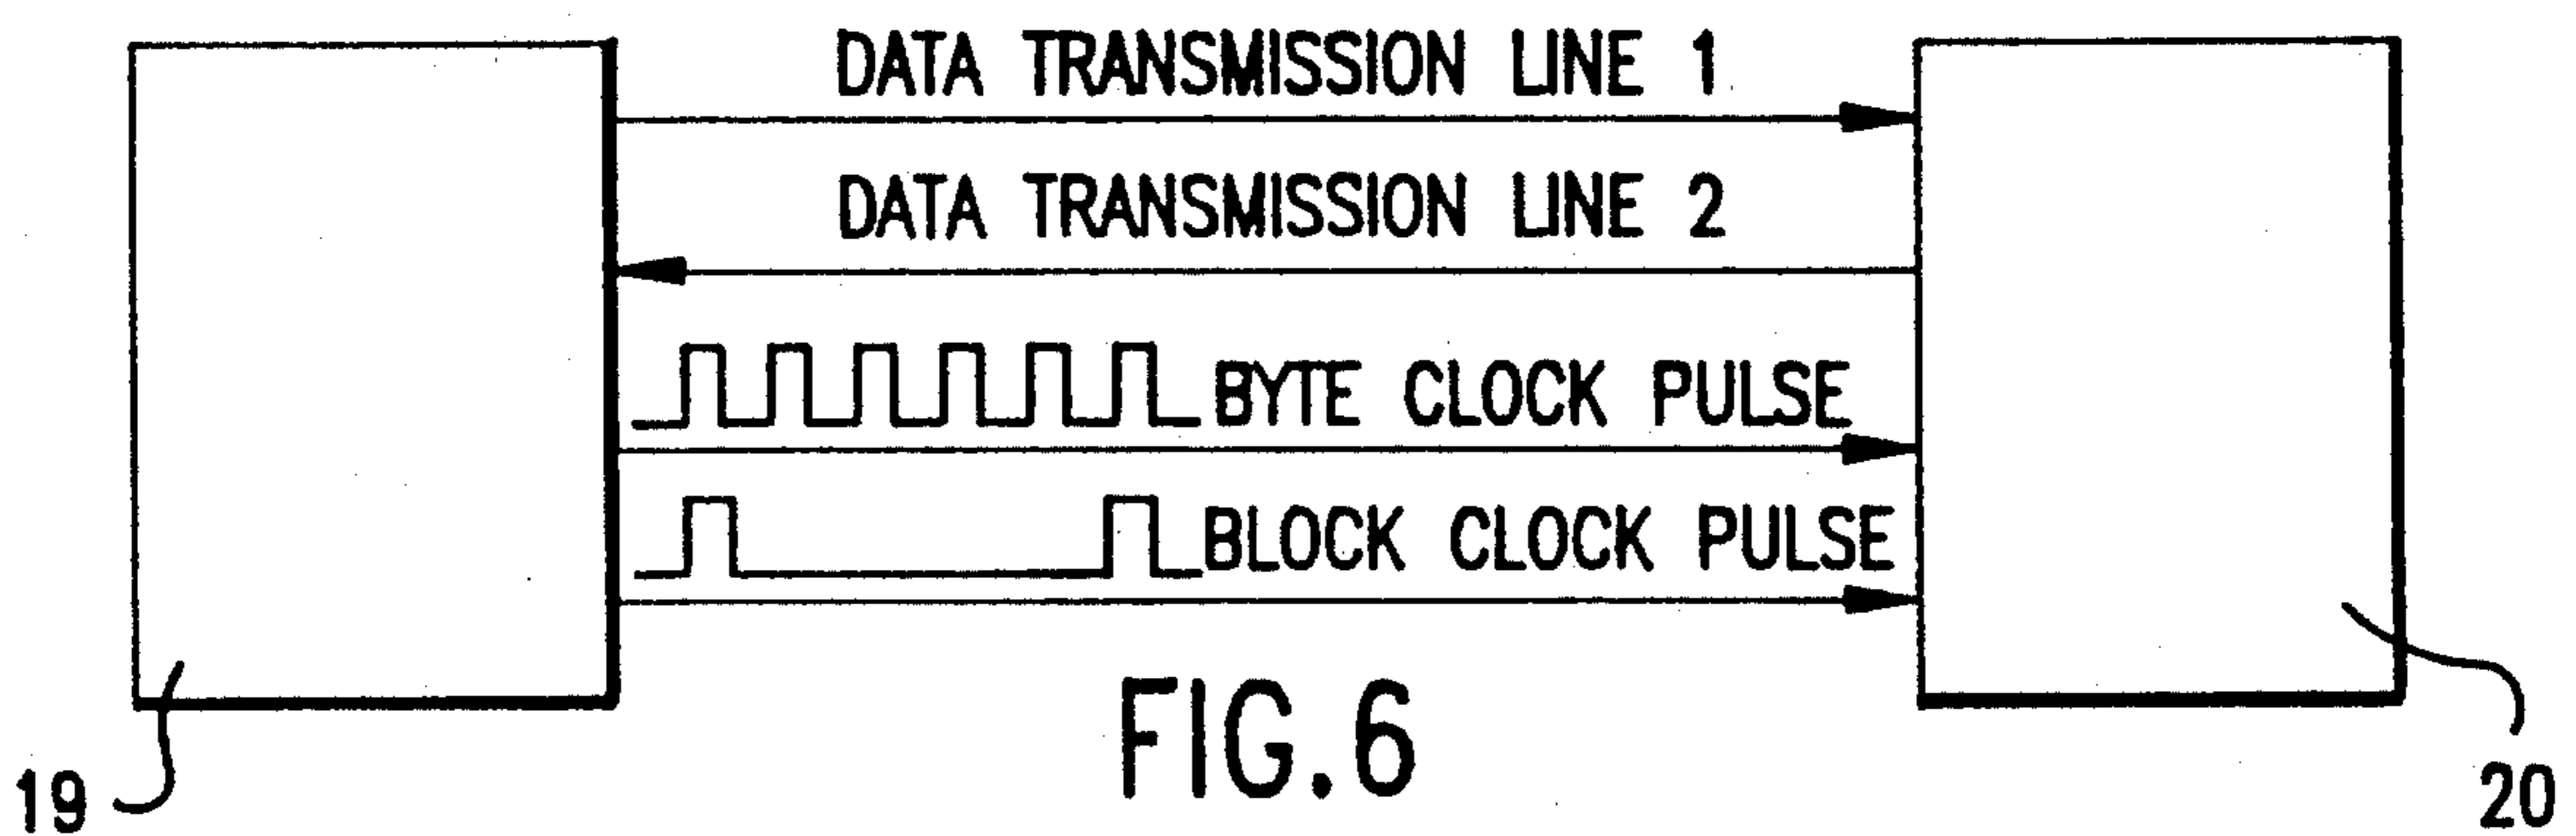 DATA TRANSMISSION LINE 1
DATA TRANSMISSION LINE 2
BYTE CLOCK PULSE
BLOCK CLOCK PULSE
FIG.6
19
20